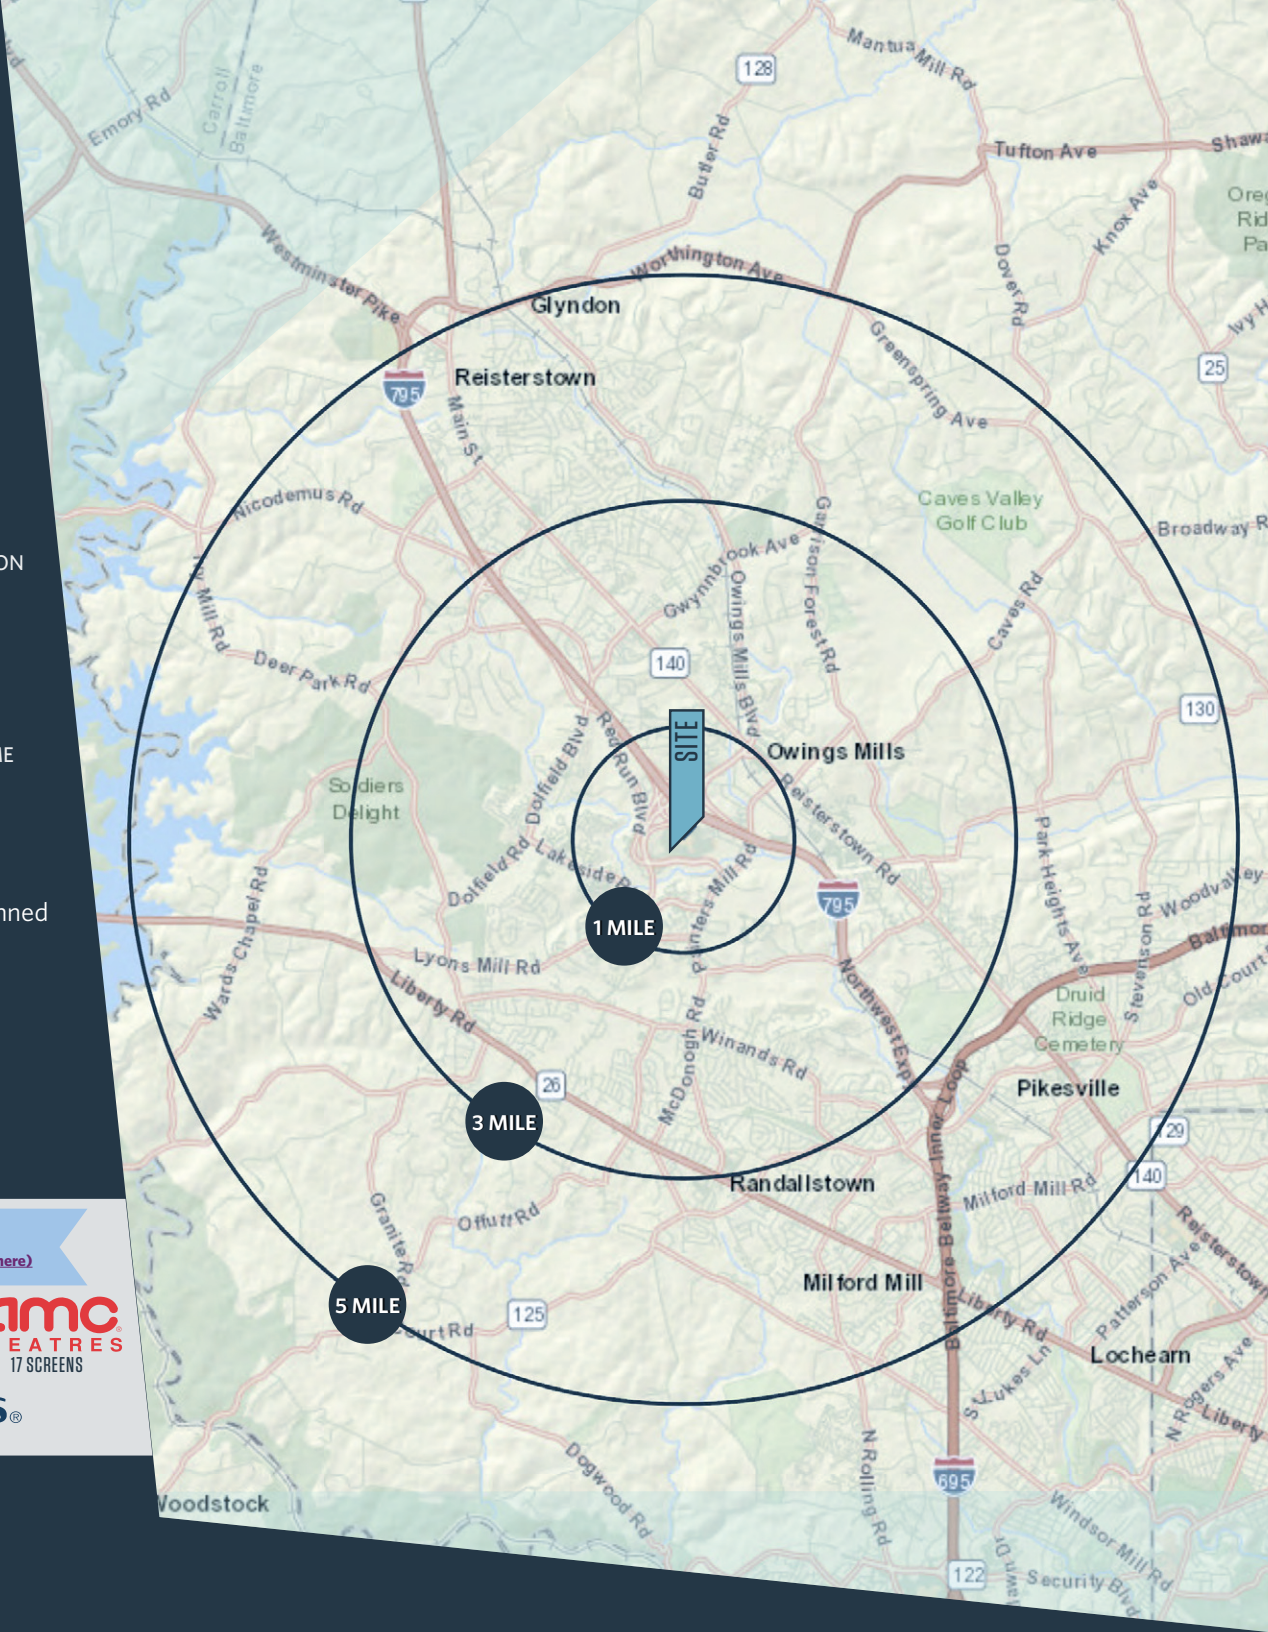 Mantua Mill Rd
128
Emory Rd
Carroll
Baltimore
Butler Rd
Tufton Ave
Knox Ave
Westminster Pike
Worthington Ave
Dover Rd
Glyndon
Greenspring Ave
25
Reisterstown
795
Main St
Nicodemus Rd
Caves Valley
Golf Club
Garrison Forest Rd
Gwynnbrook Ave
ON
Owings Mills Blvd
Caves Rd
Deer Park Rd
140
130
SITE
Red Run Blvd
Dolfield Blvd
Owings Mills
ME
Soldiers
Delight
Reisterstown Rd
Park Heights Ave
Dolfield Rd
Painters Mill Rd
795
Wards Chapel Rd
Stevenson Rd
1 MILE
Lyons Mill Rd
Liberty Rd
Northwest Exp
Druid
Ridge
Cemetery
McDonogh Rd
Winands Rd
26
Pikesville
3 MILE
129
Baltimore Beltway Inner Loop
140
Milford Mill Rd
Randallstown
Granite Rd
Offutt Rd
Reisterstown
Patterson Ave
Milford Mill
5 MILE
125
Court Rd
Liberty Rd
Lochearn
here)
amc
EATRES
17 SCREENS
S®
St Lukes Ln
N Rogers Ave
Liberty
Dogwood Rd
N Rolling Rd
695
Woodstock
Windsor Mill Rd
122
Security Blvd